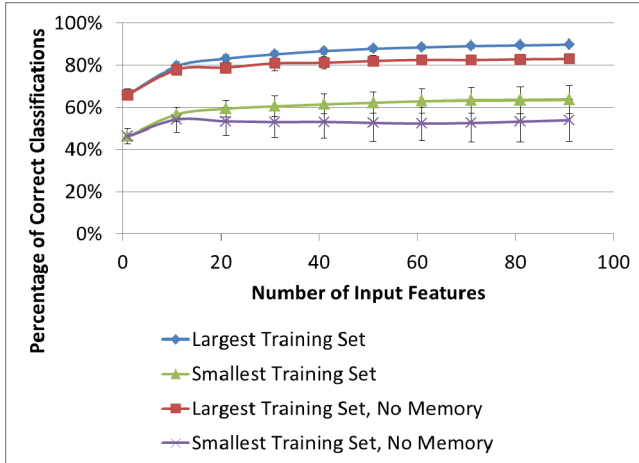 Percentage of Correct Classifications
100%
80%
60%
40%
20%
0%
0 20 40 60 80 100
Number of Input Features
Largest Training Set
Smallest Training Set
Largest Training Set, No Memory
Smallest Training Set, No Memory